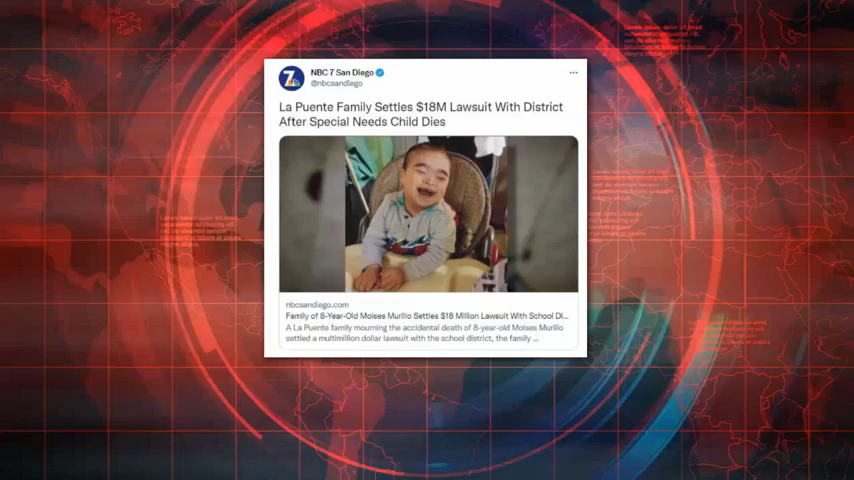 NBC 7 San Diego
@nbcsandiego
La Puente Family Settles $18M Lawsuit With District
After Special Needs Child Dies
nbcsandiego.com
Family of 8-Year-Old Moises Murillo Settles $18 Million Lawsuit With School Di...
A La Puente family mourning the accidental death of 8-year-old Moises Murillo
settled a multimillion dollar lawsuit with the school district, the family ...